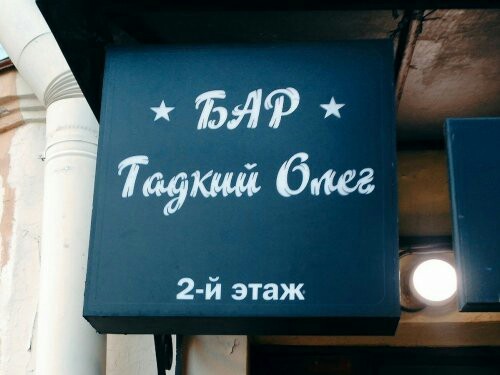 БАР
Гадкий Олег
2-й этаж